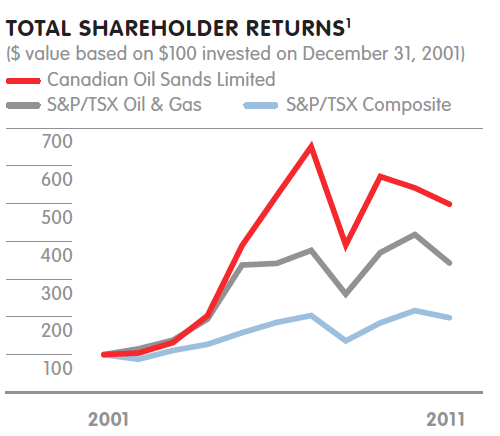 TOTAL SHAREHOLDER RETURNS¹
($ value based on $100 invested on December 31, 2001)
Canadian Oil Sands Limited
S&P/TSX Oil & Gas S&P/TSX Composite
700
600
500
400
300
200
100
2001 2011